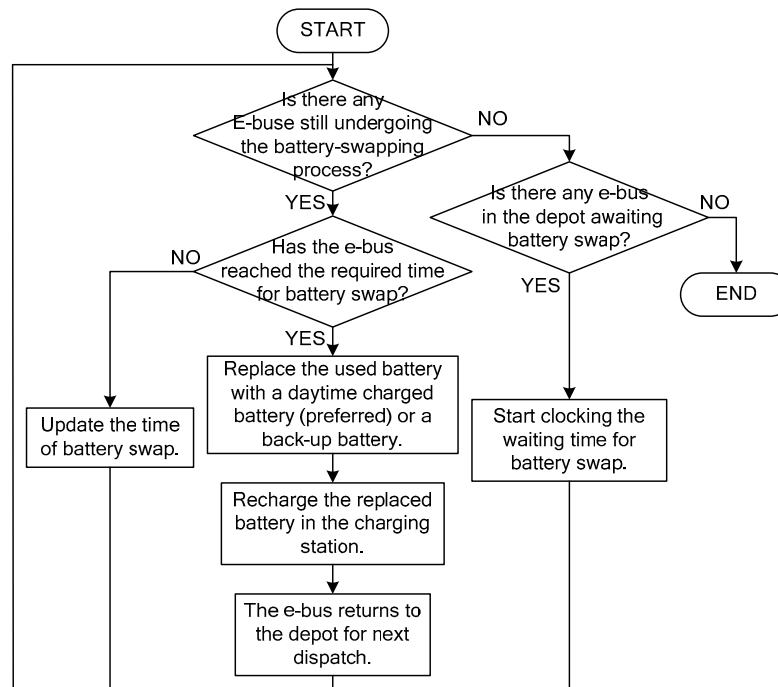 START
Is there any
E-buse still undergoing
the battery-swapping
process?
NO
YES
Is there any e-bus
in the depot awaiting
battery swap?
NO
YES
END
Has the e-bus
reached the required time
for battery swap?
NO
YES
Replace the used battery
with a daytime charged
battery (preferred) or a
back-up battery.
Update the time
of battery swap.
Start clocking the
waiting time for
battery swap.
Recharge the replaced
battery in the charging
station.
The e-bus returns to
the depot for next
dispatch.